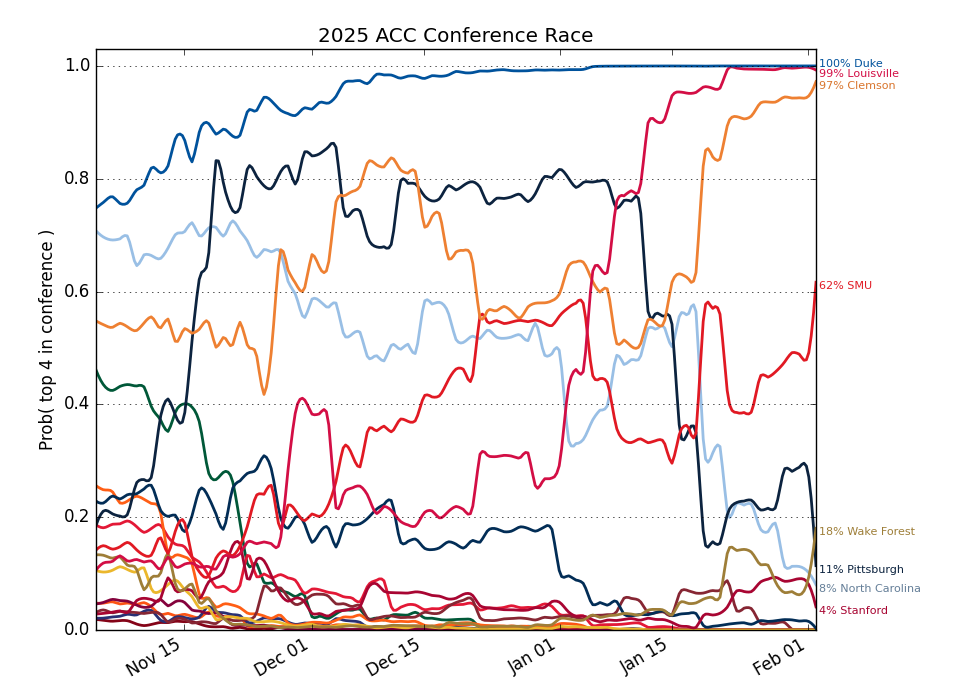 2025 ACC Conference Race
Prob( top 4 in conference )
1.0
0.8
0.6
0.4
0.2
0.0
Nov 15
Dec 01
Dec 15
Jan 01
Jan 15
Feb 01
100% Duke
99% Louisville
97% Clemson
62% SMU
18% Wake Forest
11% Pittsburgh
8% North Carolina
4% Stanford